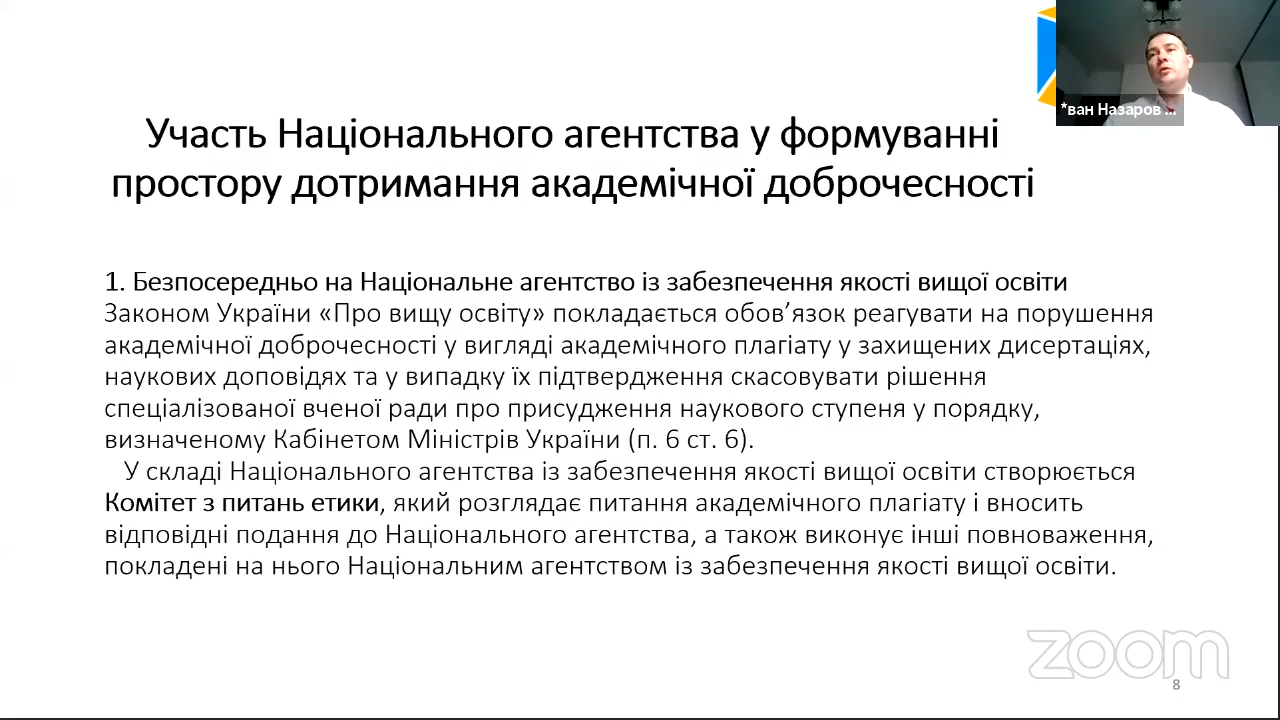 *ван Назаров ...
Участь Національного агентства у формуванні
простору дотримання академічної доброчесності
1. Безпосередньо на Національне агентство із забезпечення якості вищої освіти
Законом України «Про вищу освіту» покладається обов’язок реагувати на порушення
академічної доброчесності у вигляді академічного плагіату у захищених дисертаціях,
наукових доповідях та у випадку їх підтвердження скасовувати рішення
спеціалізованої вченої ради про присудження наукового ступеня у порядку,
визначеному Кабінетом Міністрів України (п. 6 ст. 6).
У складі Національного агентства із забезпечення якості вищої освіти створюється
Комітет з питань етики, який розглядає питання академічного плагіату і вносить
відповідні подання до Національного агентства, а також виконує інші повноваження,
покладені на нього Національним агентством із забезпечення якості вищої освіти.
zoom
8